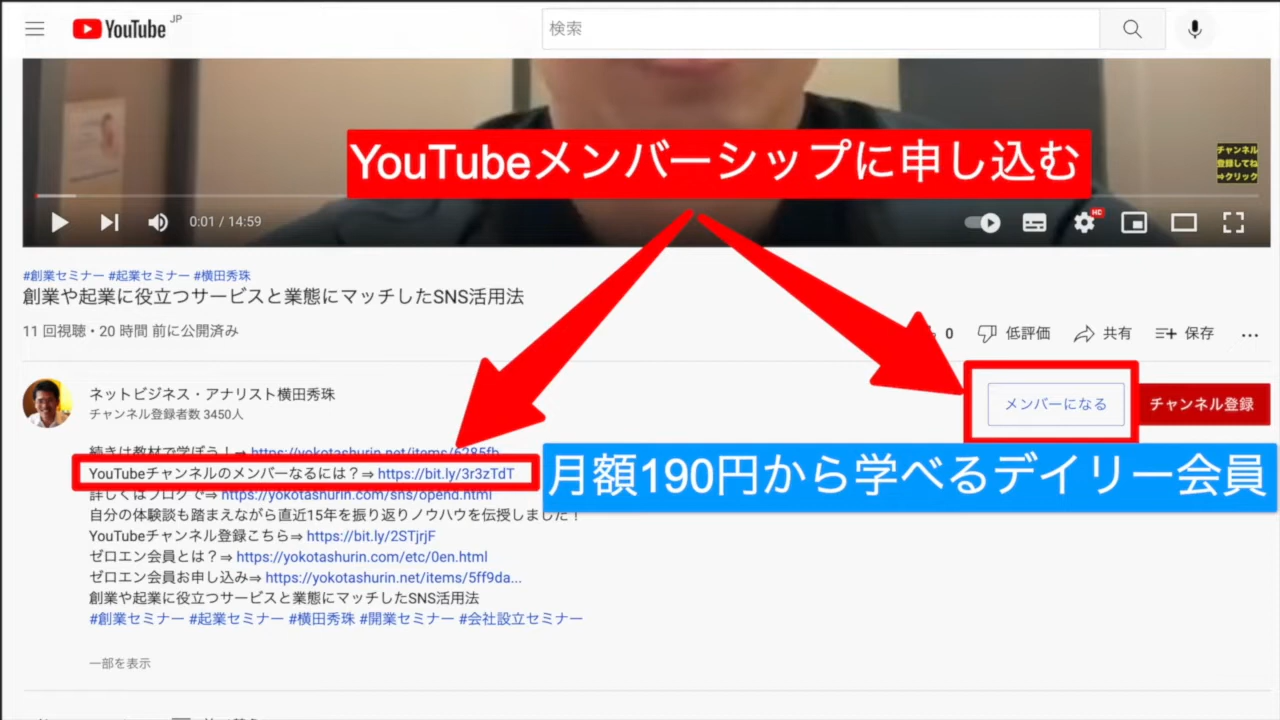 YouTube JP
検索
YouTubeメンバーシップに申し込む
チャンネル
登録してね
⇒クリック
0:01 / 14:59
HC
#創業セミナー #起業セミナー #横田秀珠
創業や起業に役立つサービスと業態にマッチしたSNS活用法
11 回視聴・20 時間 前に公開済み
0 低評価 共有 保存 …
ネットビジネス・アナリスト横田秀珠
チャンネル登録者数 3450人
メンバーになる
チャンネル登録
続きは教材で学ぼう！⇒ https://yokotashurin.net/items/6285fb
YouTubeチャンネルのメンバーなるには？⇒ https://bit.ly/3r3zTdT
月額190円から学べるデイリー会員
詳しくはブログで⇒ https://yokotashurin.com/sns/opend.html
自分の体験談も踏まえながら直近15年を振り返りノウハウを伝授しました！
YouTubeチャンネル登録こちら⇒ https://bit.ly/2STjrjF
ゼロエン会員とは？⇒ https://yokotashurin.com/etc/0en.html
ゼロエン会員お申し込み⇒ https://yokotashurin.net/items/5ff9da...
創業や起業に役立つサービスと業態にマッチしたSNS活用法
#創業セミナー #起業セミナー #横田秀珠 #開業セミナー #会社設立セミナー
一部を表示